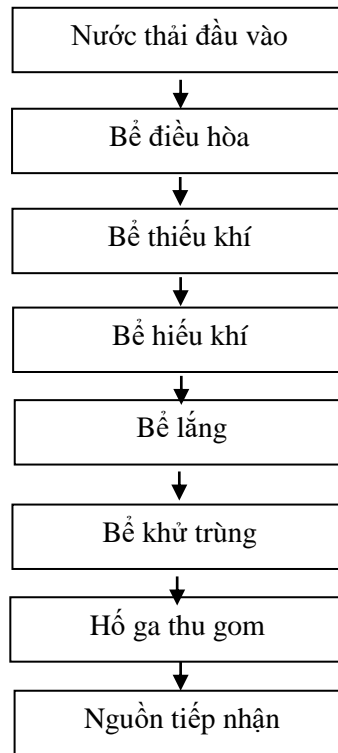 Nước thải đầu vào
Bể điều hòa
Bể thiếu khí
Bể hiếu khí
Bể lắng
Bể khử trùng
Hố ga thu gom
Nguồn tiếp nhận